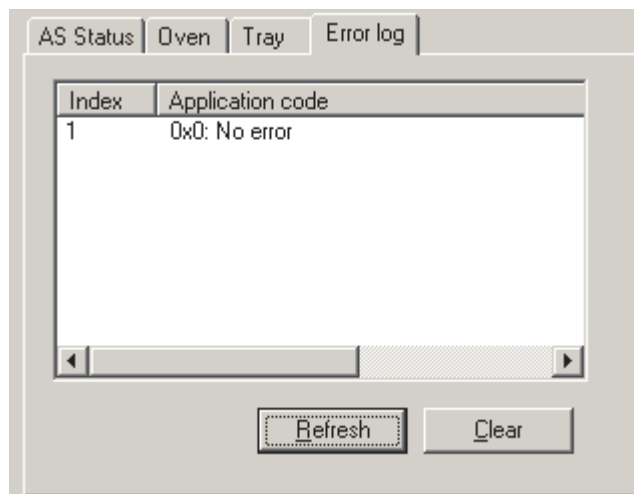 AS Status Oven Tray Error log
Index Application code
1 0x0: No error
Refresh Clear